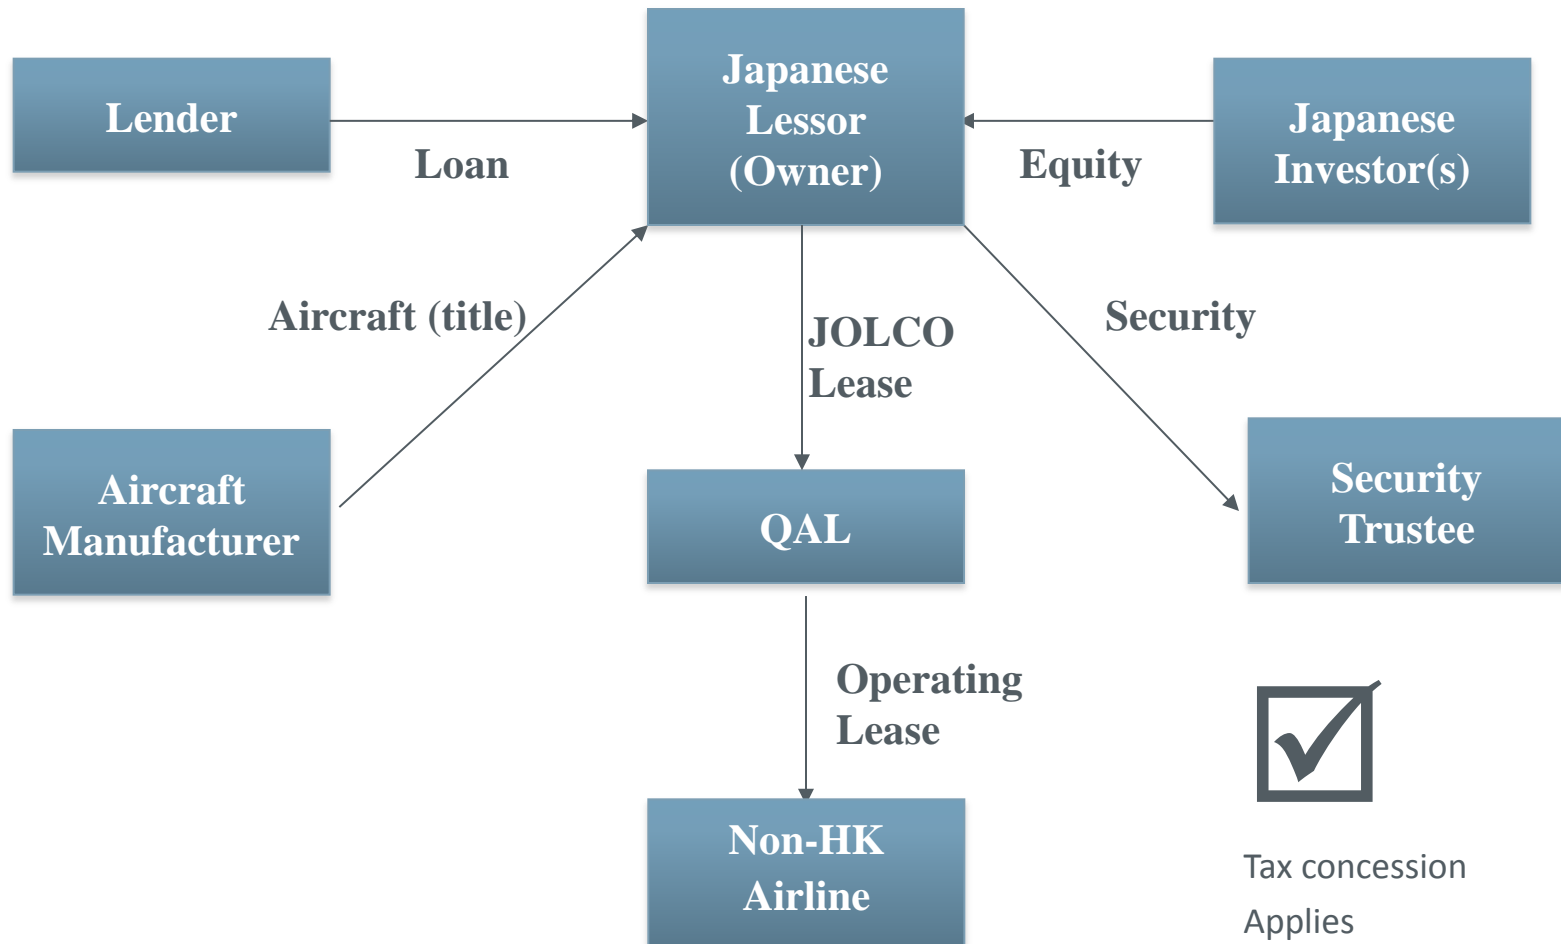 Lender
Loan
Japanese
Lessor
(Owner)
Equity
Japanese
Investor(s)
Aircraft (title)
JOLCO
Lease
Security
Aircraft
Manufacturer
QAL
Security
Trustee
Operating
Lease
Non-HK
Airline
Tax concession
Applies